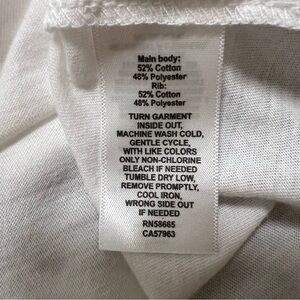 Main body:
52% Cotton
48% Polyester
Rib:
52% Cotton
48% Polyester
TURN GARMENT
INSIDE OUT,
MACHINE WASH COLD,
GENTLE CYCLE,
WITH LIKE COLORS
ONLY NON-CHLORINE
BLEACH IF NEEDED
TUMBLE DRY LOW,
REMOVE PROMPTLY,
COOL IRON,
WRONG SIDE OUT
IF NEEDED
RN58665
CA57963